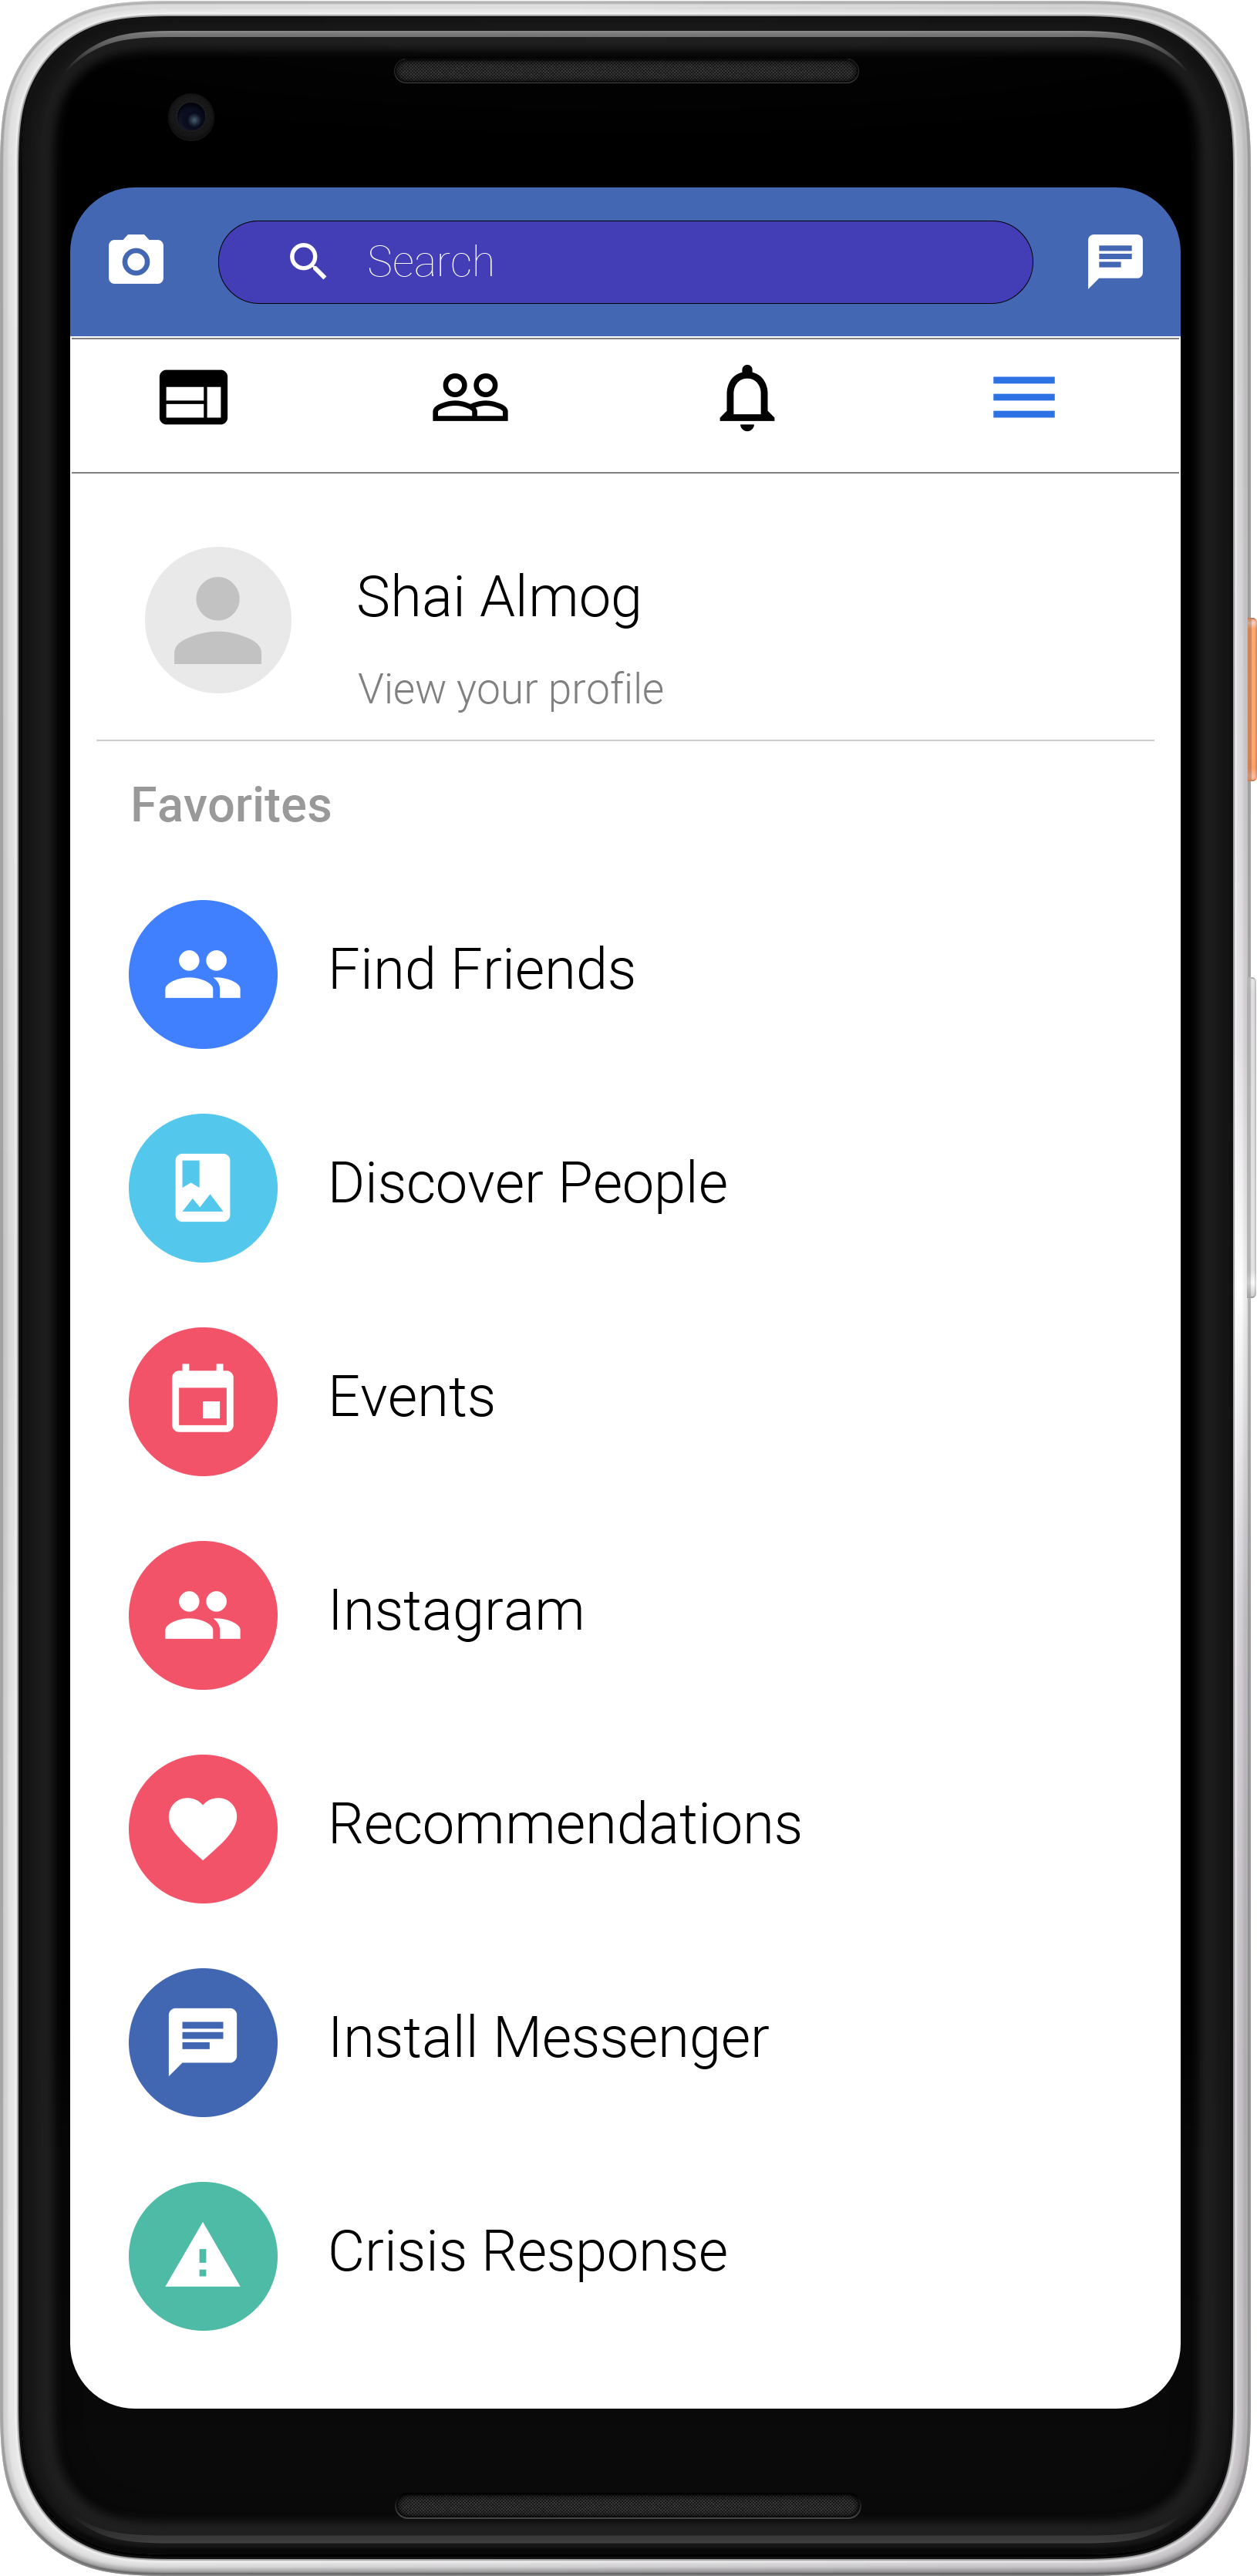 Search
Shai Almog
View your profile
Favorites
Find Friends
Discover People
Events
Instagram
Recommendations
Install Messenger
Crisis Response